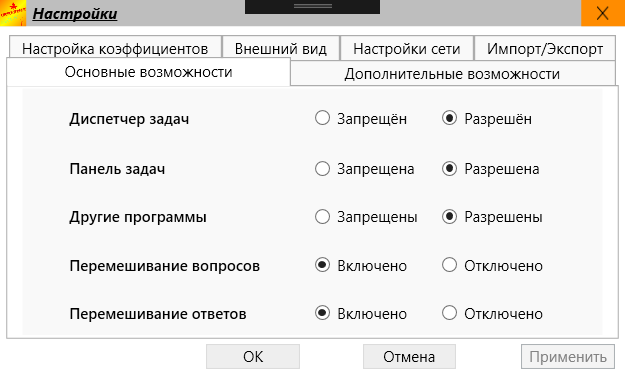 Настройки
X
Настройка коэффициентов Внешний вид Настройки сети Импорт/Экспорт
Основные возможности Дополнительные возможности
Диспетчер задач Запрещён Разрешён
Панель задач Запрещена Разрешена
Другие программы Запрещены Разрешены
Перемешивание вопросов Включено Отключено
Перемешивание ответов Включено Отключено
OK Отмена Применить